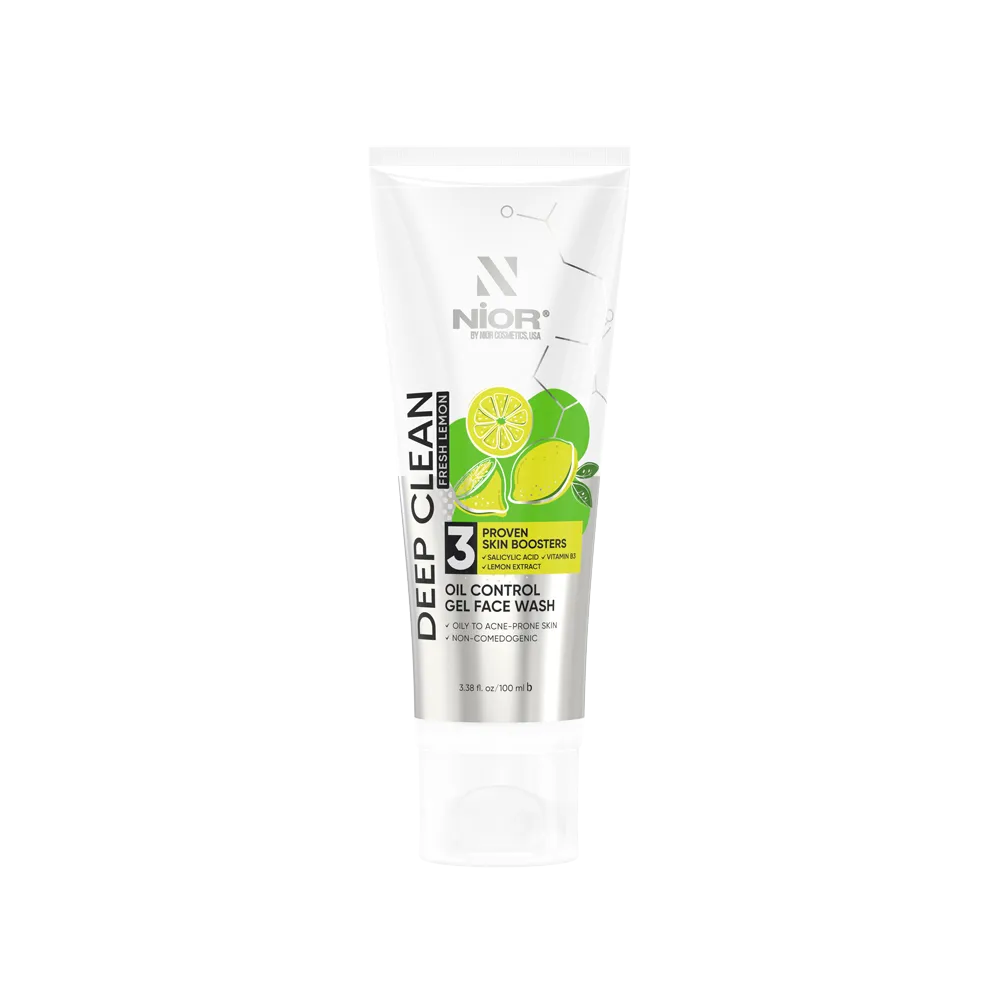 N
NiOR®
BY NIOR COSMETICS, USA
DEEP CLEAN
FRESH LEMON
3
PROVEN
SKIN BOOSTERS
✓ SALICYLIC ACID ✓ VITAMIN B3
✓ LEMON EXTRACT
OIL CONTROL
GEL FACE WASH
✓ OILY TO ACNE-PRONE SKIN
✓ NON-COMEDOGENIC
3.38 fl. oz/100 ml b